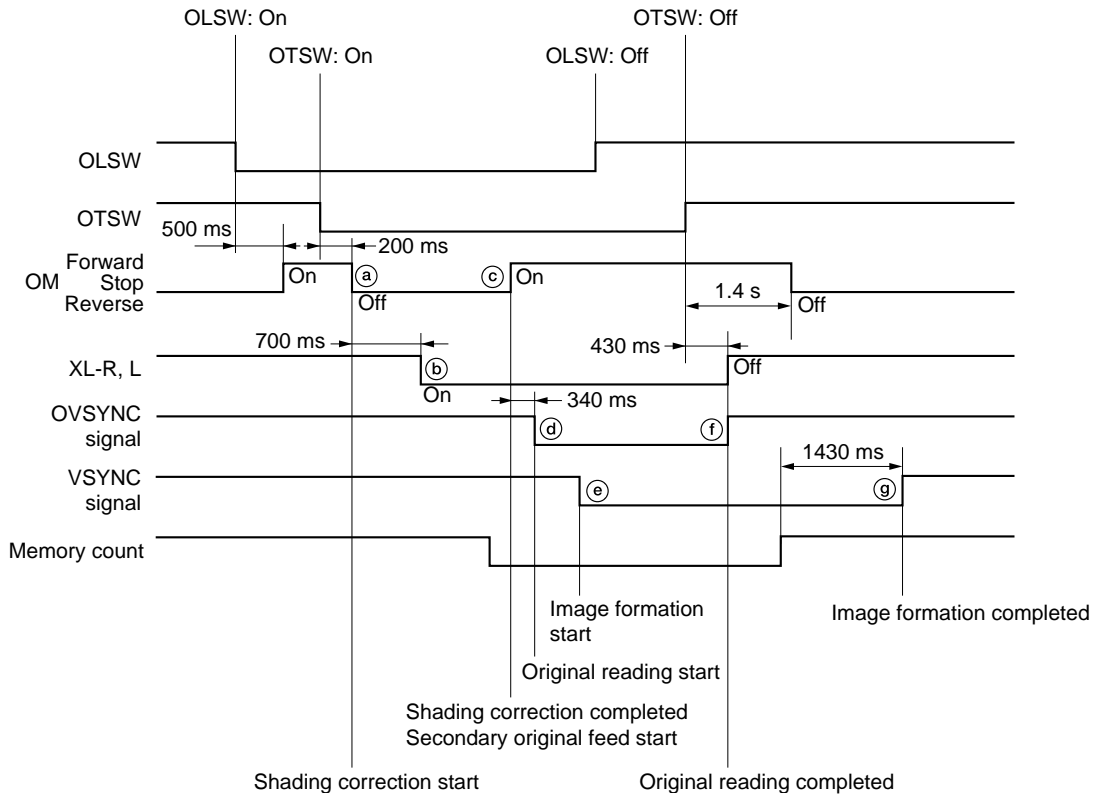 OLSW: On
OTSW: Off
OTSW: On
OLSW: Off
OLSW
OTSW
500 ms
200 ms
OM
Forward
Stop
Reverse
On
a
Off
c
On
1.4 s
Off
700 ms
430 ms
XL-R, L
b
On
Off
340 ms
OVSYNC
signal
d
f
1430 ms
VSYNC
signal
e
g
Memory count
Image formation
start
Image formation completed
Original reading start
Shading correction completed
Secondary original feed start
Shading correction start
Original reading completed